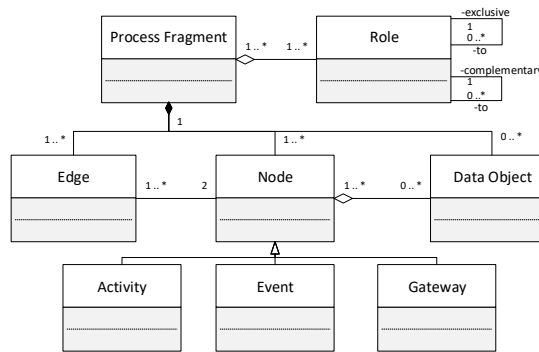 -exclusive
Process Fragment
Role
1
1..*
1..*
0..*
-to
-complementary
1
0..*
-to
1
1..*
1..*
0..*
Edge
Node
Data Object
1..*
2
1..*
0..*
Activity
Event
Gateway